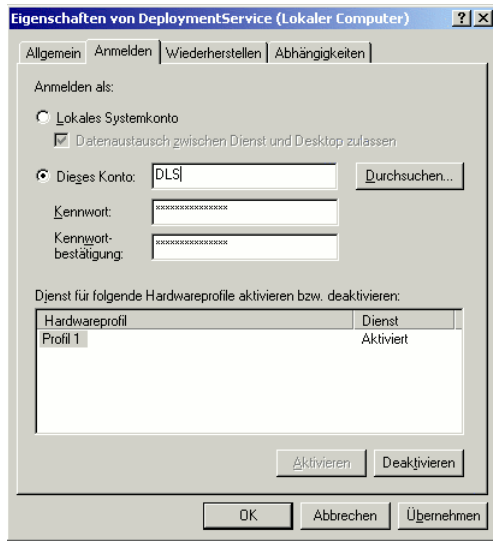 Eigenschaften von DeploymentService (Lokaler Computer)
Allgemein Anmelden Wiederherstellen Abhängigkeiten
Anmelden als:
Lokales Systemkonto
Datenaustausch zwischen Dienst und Desktop zulassen
Dieses Konto: DLS Durchsuchen...
Kennwort: ***************
Kennwort-
bestätigung: ***************
Dienst für folgende Hardwareprofile aktivieren bzw. deaktivieren:
Hardwareprofil Dienst
Profil 1 Aktiviert
Aktivieren Deaktivieren
OK Abbrechen Übernehmen